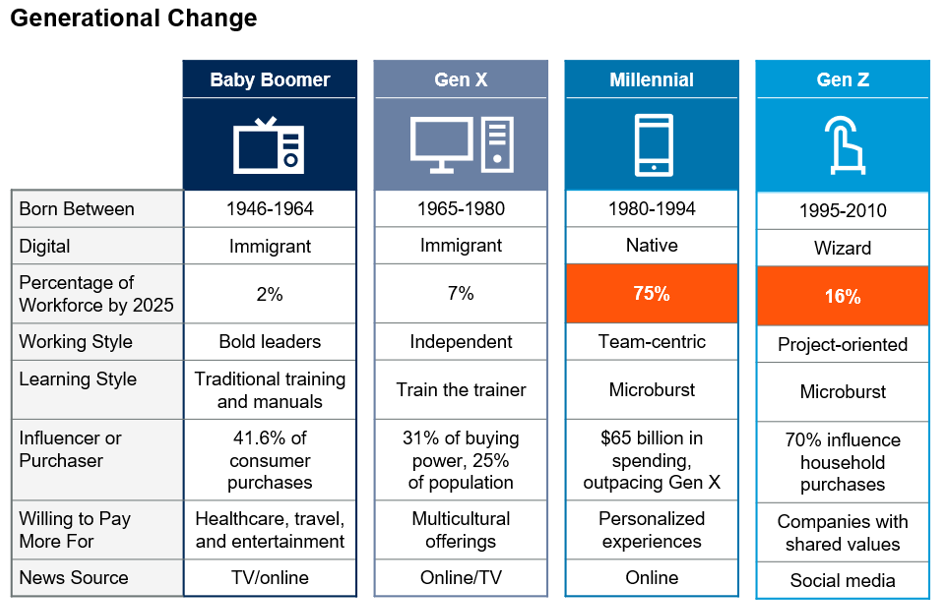 Generational Change
Baby Boomer Gen X Millennial Gen Z
Born Between 1946-1964 1965-1980 1980-1994 1995-2010
Digital Immigrant Immigrant Native Wizard
Percentage of
Workforce by 2025 2% 7% 75% 16%
Working Style Bold leaders Independent Team-centric Project-oriented
Learning Style Traditional training
and manuals Train the trainer Microburst Microburst
Influencer or
Purchaser
41.6% of
consumer
purchases
31% of buying
power, 25%
of population
$65 billion in
spending,
outpacing Gen X
70% influence
household
purchases
Willing to Pay
More For
Healthcare, travel,
and entertainment
Multicultural
offerings
Personalized
experiences
Companies with
shared values
News Source TV/online Online/TV Online Social media